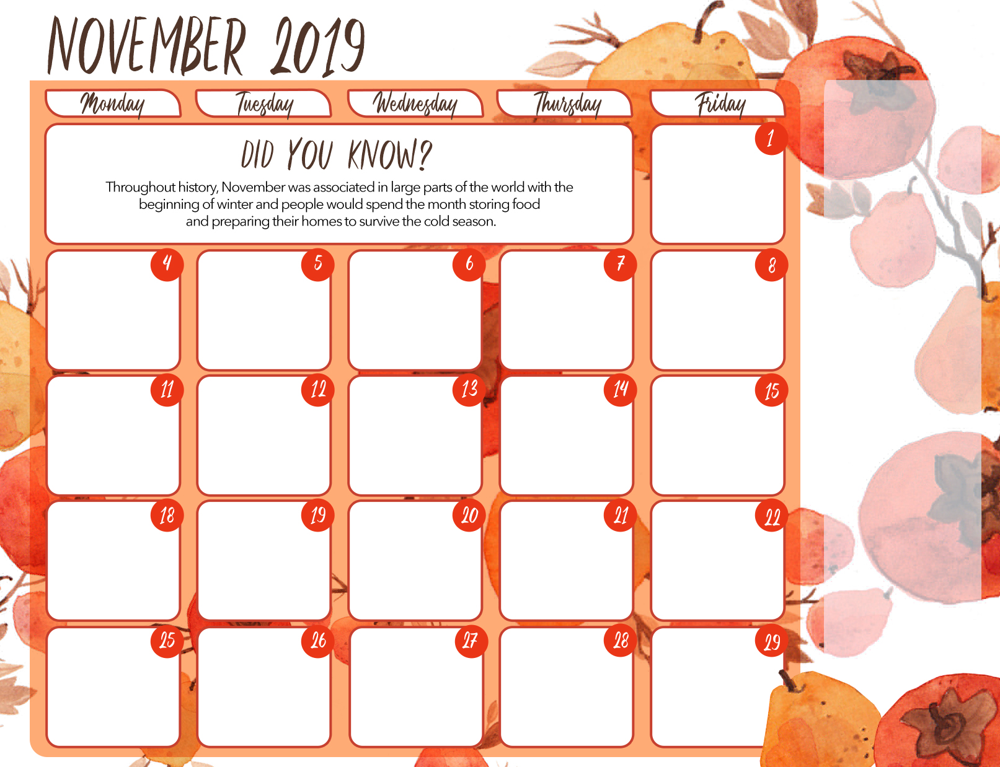 NOVEMBER 2019
Monday Tuesday Wednesday Thursday Friday
DID YOU KNOW?
Throughout history, November was associated in large parts of the world with the
beginning of winter and people would spend the month storing food
and preparing their homes to survive the cold season.
1
4 5 6 7 8
11 12 13 14 15
18 19 20 21 22
25 26 27 28 29